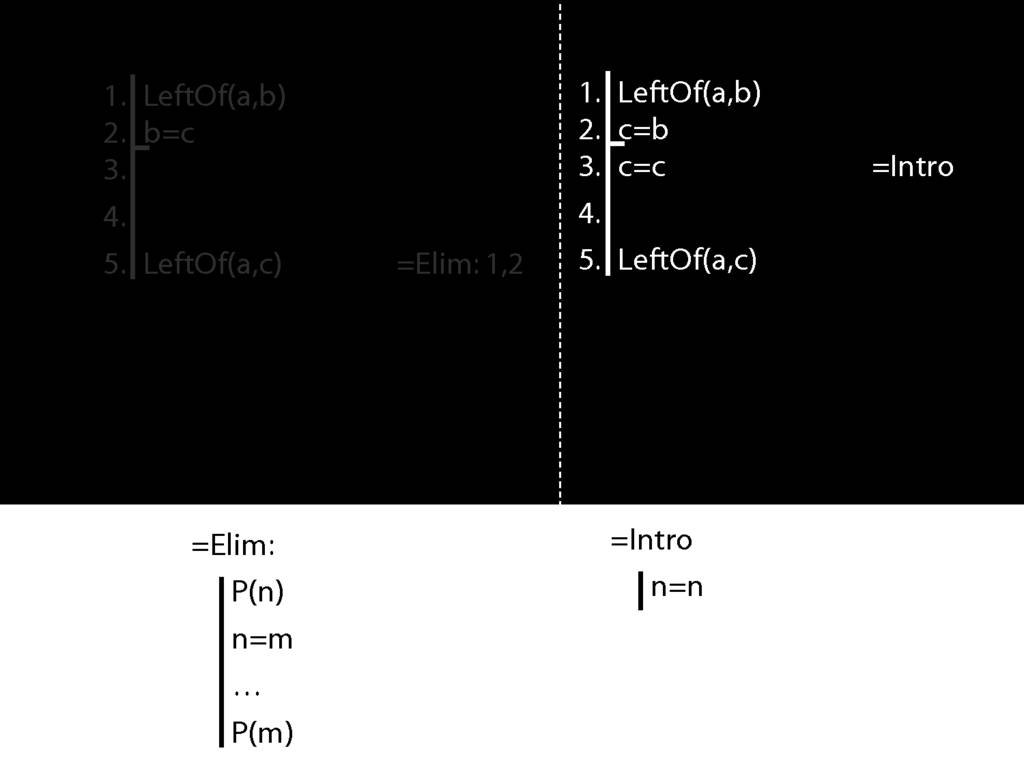 1. LeftOf(a,b)
2. b=c
3.
4.
5. LeftOf(a,c) =Elim: 1,2
1. LeftOf(a,b)
2. c=b
3. c=c =Intro
4.
5. LeftOf(a,c)
=Elim:
P(n)
n=m
…
P(m)
=Intro
n=n